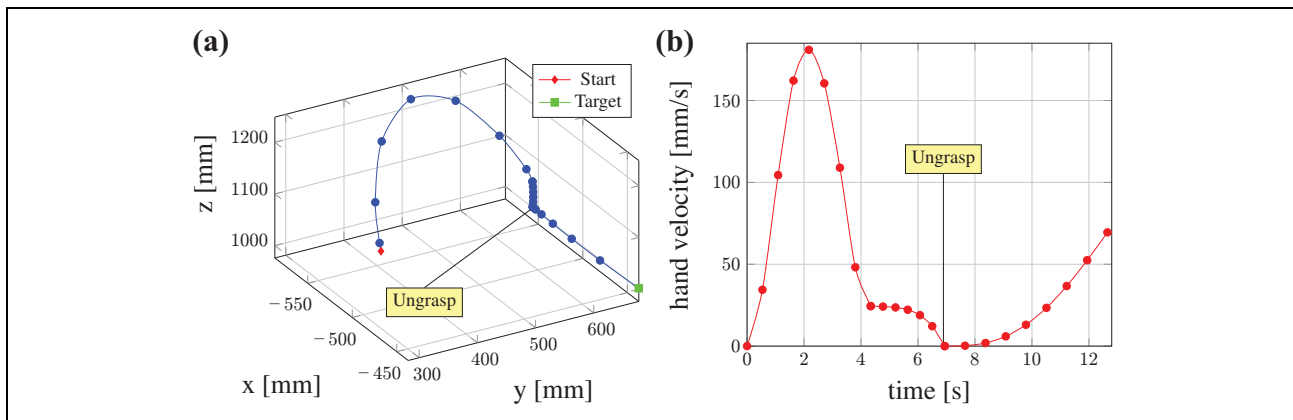 (a)
Start
Target
1200
1100
1000
z [mm]
Ungrasp
−550
−500
−450
x [mm]
300
400
500
600
y [mm]
(b)
150
100
50
0
hand velocity [mm/s]
Ungrasp
0 2 4 6 8 10 12
time [s]